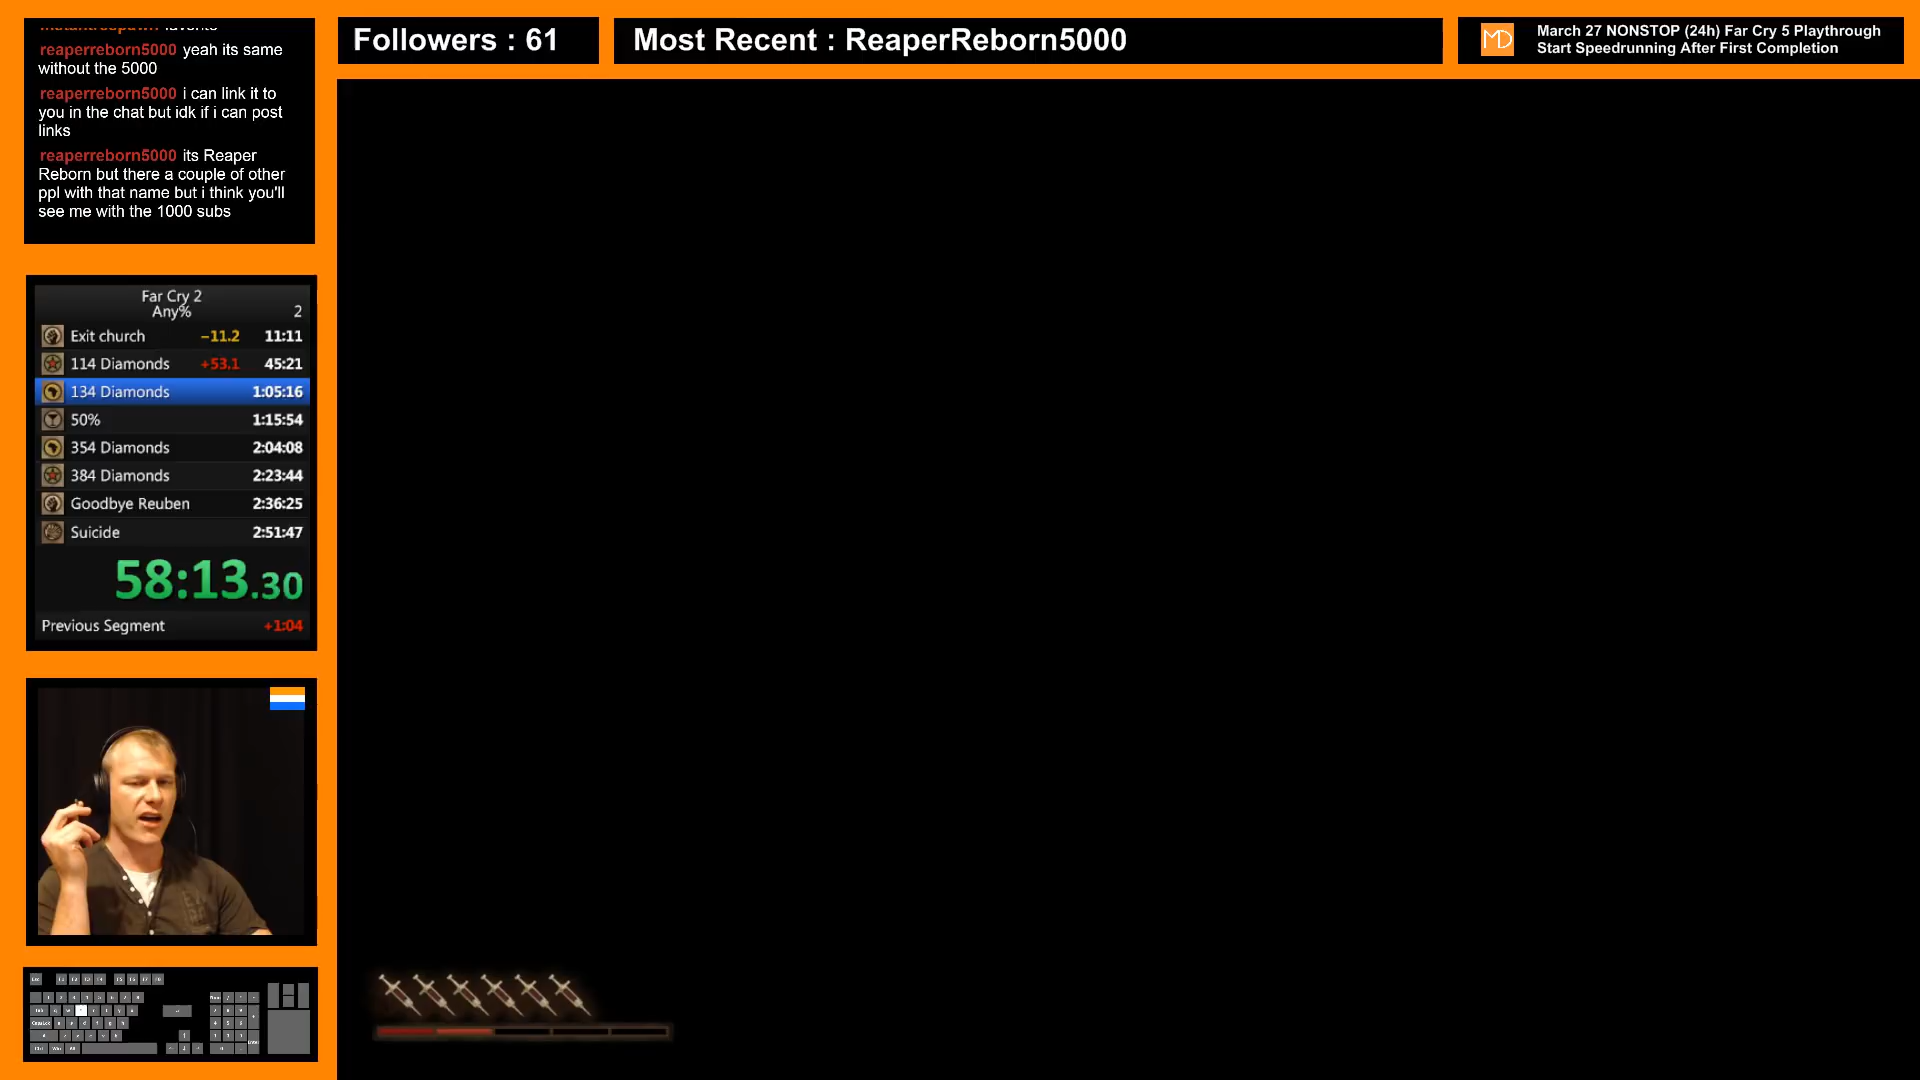 reaperreborn5000 yeah its same
without the 5000
reaperreborn5000 i can link it to
you in the chat but idk if i can post
links
reaperreborn5000 its Reaper
Reborn but there a couple of other
ppl with that name but i think you'll
see me with the 1000 subs
Followers : 61
Most Recent : ReaperReborn5000
MD
March 27 NONSTOP (24h) Far Cry 5 Playthrough
Start Speedrunning After First Completion
Far Cry 2
Any% 2
Exit church −11.2 11:11
114 Diamonds +53.1 45:21
134 Diamonds 1:05:16
50% 1:15:54
354 Diamonds 2:04:08
384 Diamonds 2:23:44
Goodbye Reuben 2:36:25
Suicide 2:51:47
58:13.30
Previous Segment +1:04